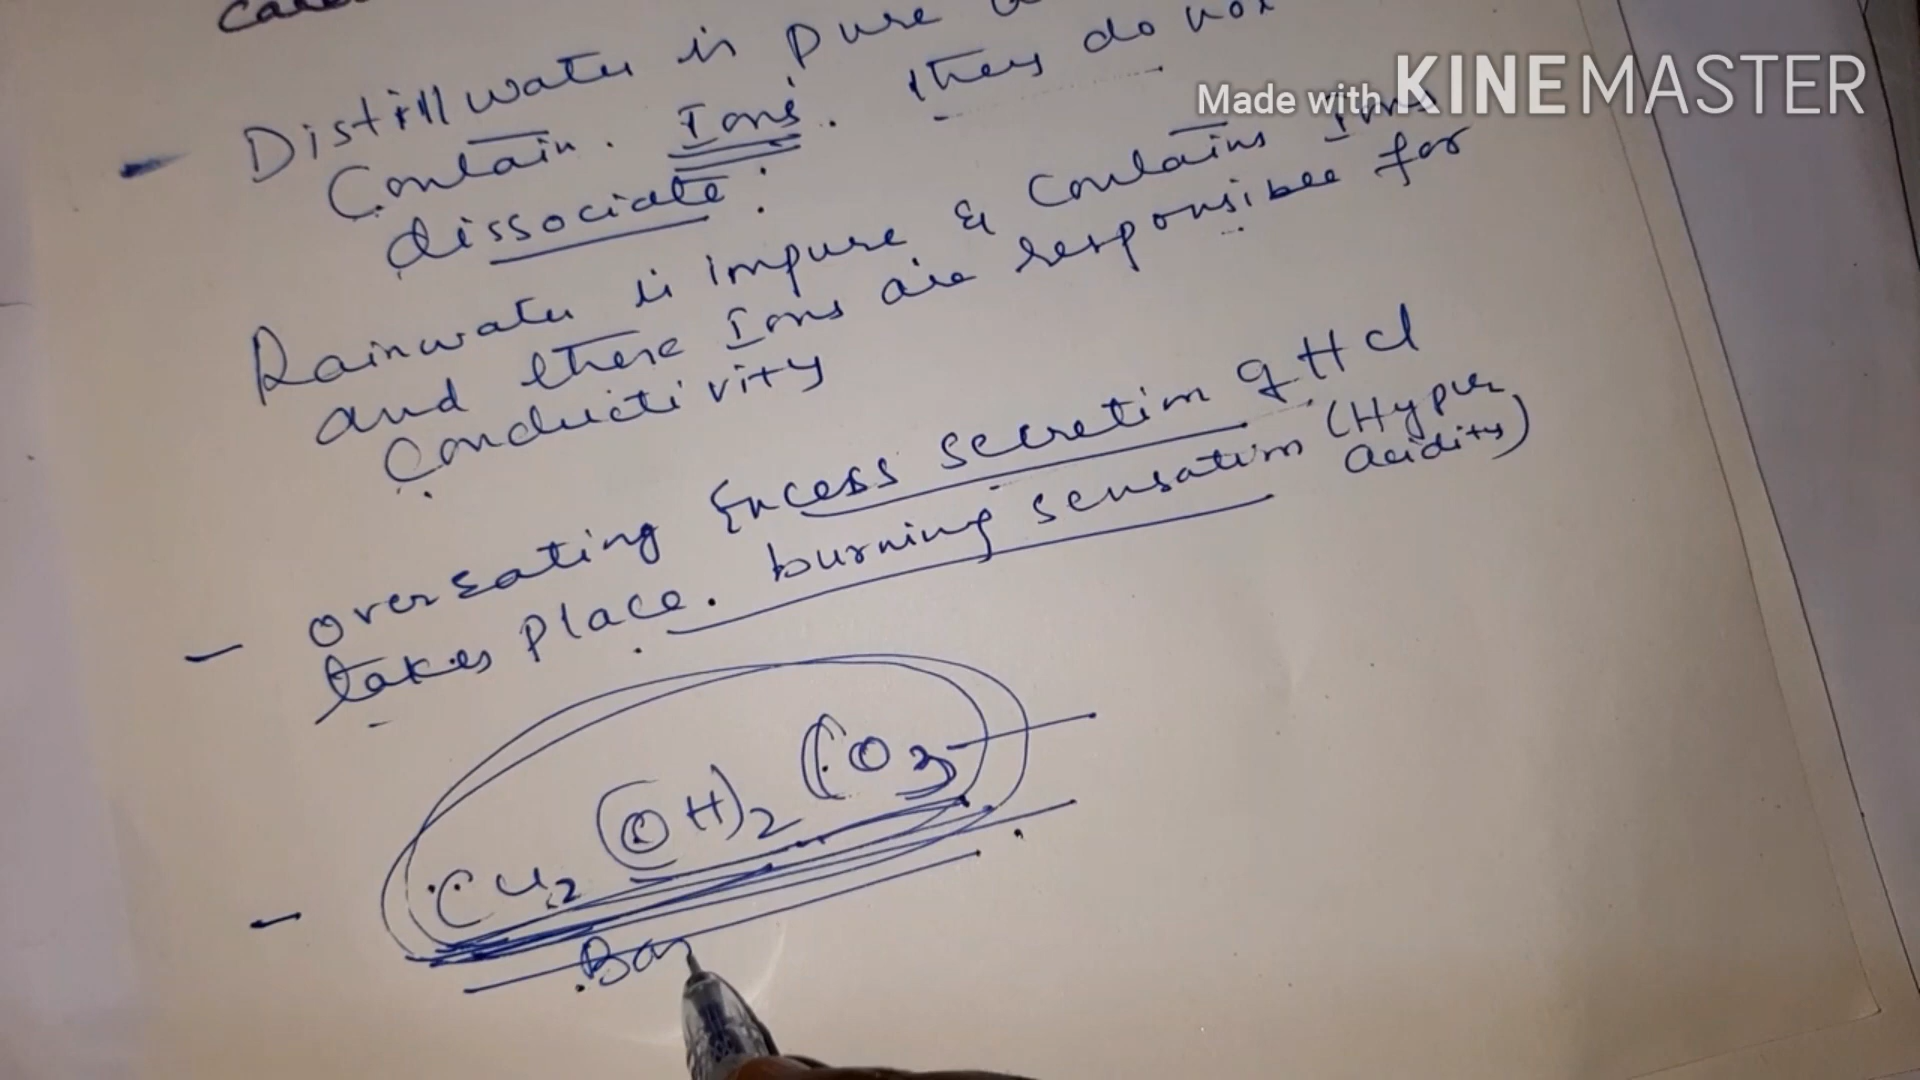 Distill water is pure
Contain. Ions. they do not
dissociate.
Made with KINEMASTER
Rainwater is impure & Contains Ions
and these Ions are responsible for
Conductivity
- overeating Excess secretion of HCl
takes place. burning sensation (Hyper
acidity)
- Cu2 (OH)2 CO3
Bas